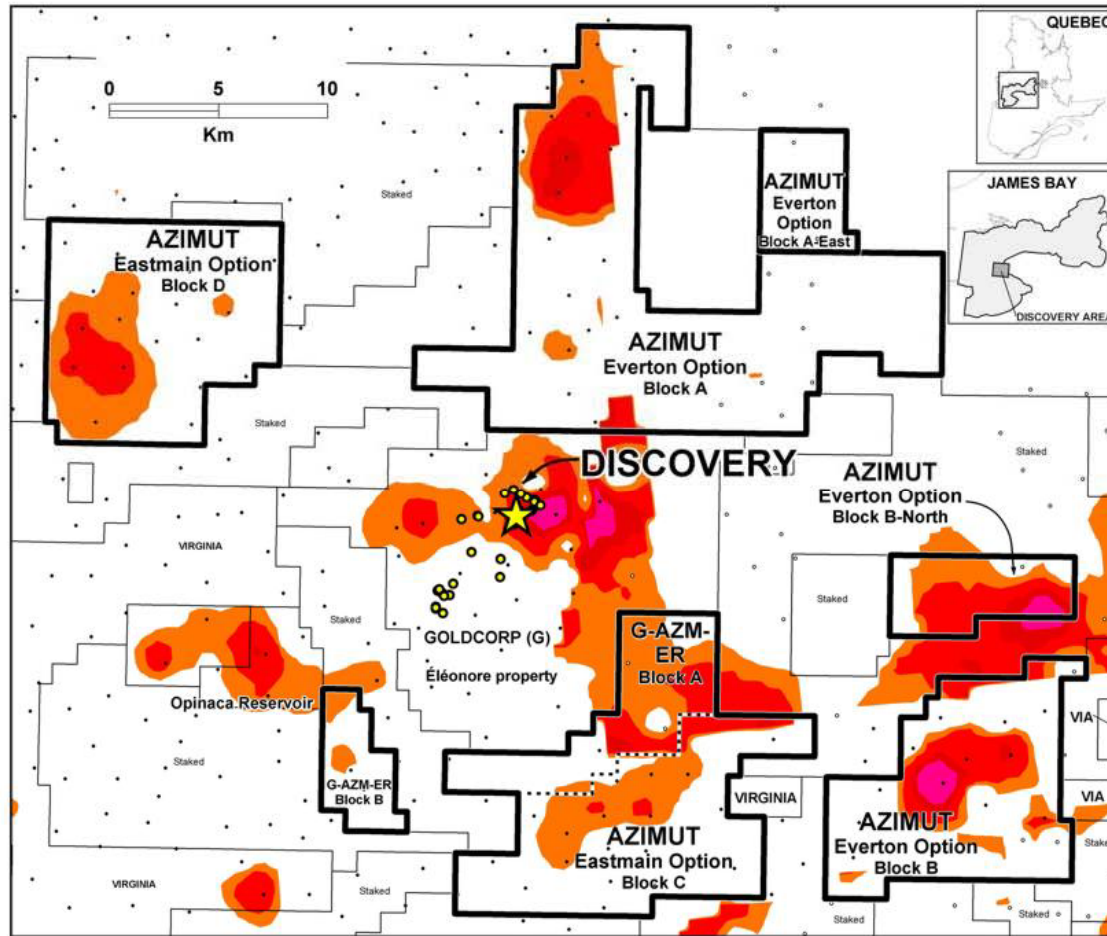 QUEBEC
0 5 10
Km
JAMES BAY
DISCOVERY AREA
Staked
AZIMUT
Everton
Option
Block A-East
AZIMUT
Eastmain Option
Block D
AZIMUT
Everton Option
Block A
Staked
Staked
DISCOVERY
AZIMUT
Everton Option
Block B-North
VIRGINIA
Staked
Staked
GOLDCORP (G)
Éléonore property
G-AZM-
ER
Block A
Opinaca Reservoir
VIA
Staked
G-AZM-ER
Block B
VIRGINIA
VIA
AZIMUT
Eastmain Option
Block C
AZIMUT
Everton Option
Block B
Staked
VIRGINIA
Staked
Staked
Staked